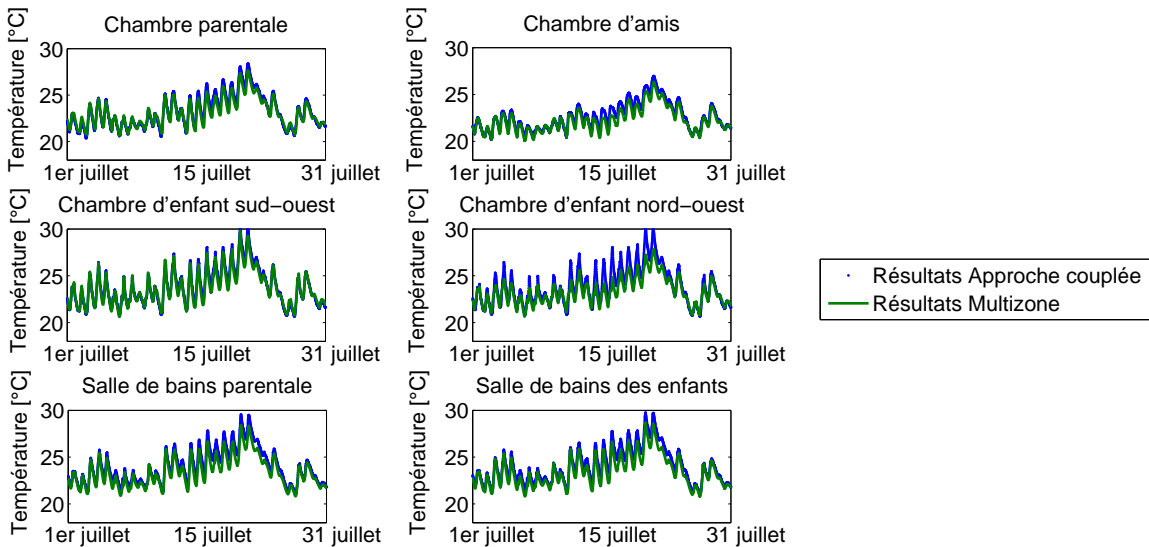 Chambre parentale
Température [°C]
30
25
20
1er juillet 15 juillet 31 juillet
Chambre d'amis
Température [°C]
30
25
20
1er juillet 15 juillet 31 juillet
Chambre d'enfant sud−ouest
Température [°C]
30
25
20
1er juillet 15 juillet 31 juillet
Chambre d'enfant nord−ouest
Température [°C]
30
25
20
1er juillet 15 juillet 31 juillet
Résultats Approche couplée
Résultats Multizone
Salle de bains parentale
Température [°C]
30
25
20
1er juillet 15 juillet 31 juillet
Salle de bains des enfants
Température [°C]
30
25
20
1er juillet 15 juillet 31 juillet